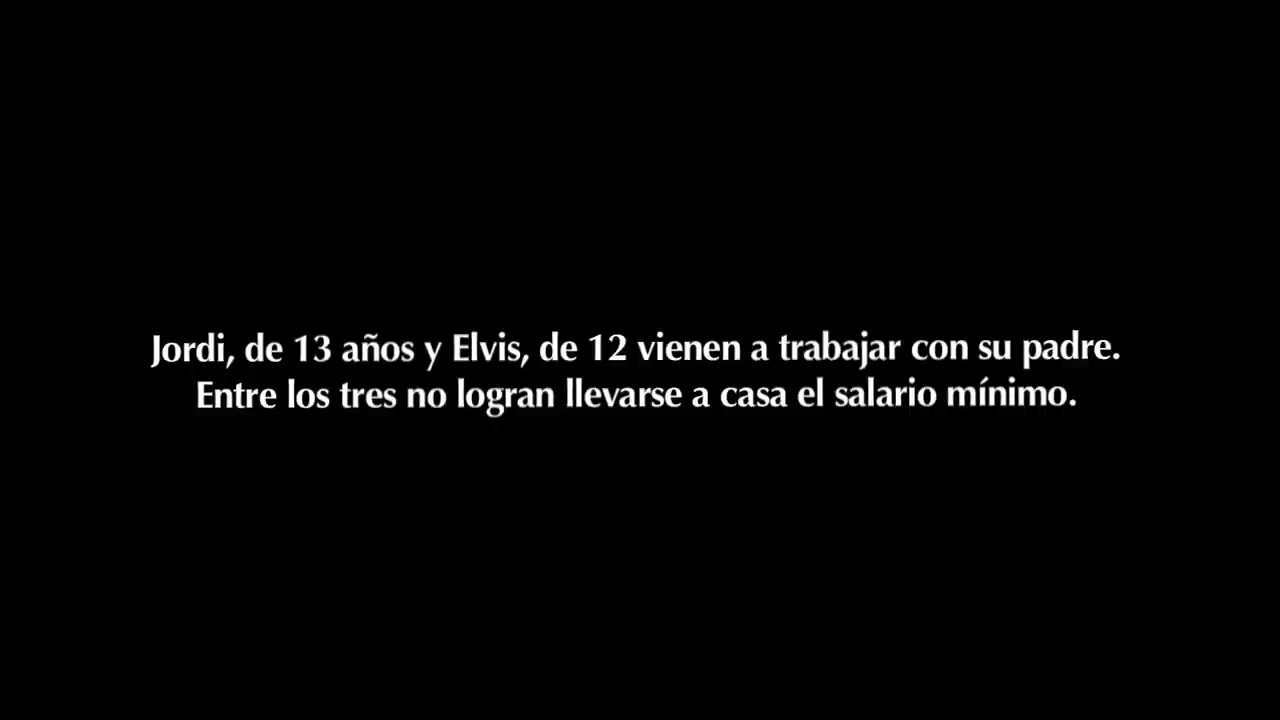 Jordi, de 13 años y Elvis, de 12 vienen a trabajar con su padre.
Entre los tres no logran llevarse a casa el salario mínimo.